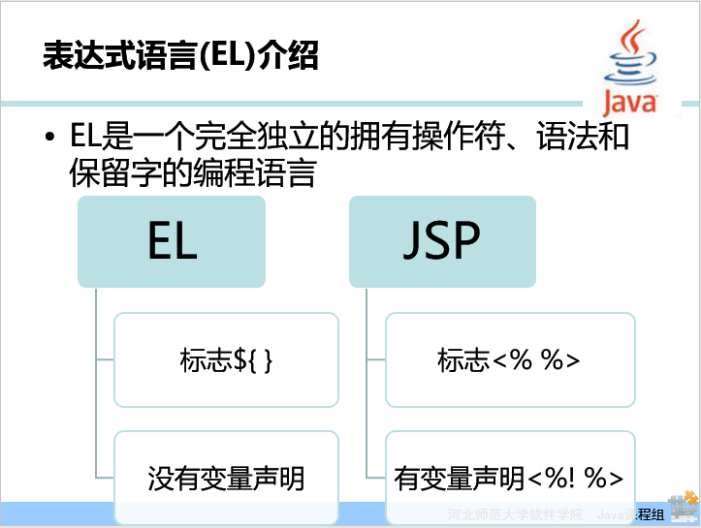 表达式语言(EL)介绍
Java
• EL是一个完全独立的拥有操作符、语法和
保留字的编程语言
EL
JSP
标志${ }
标志<% %>
没有变量声明
有变量声明<%! %>
河北师范大学软件学院 Java课程组